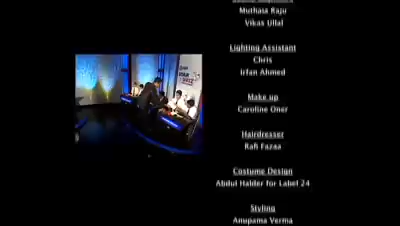 Muthasa Raju
Vikas Ullal
Lighting Assistant
Chris
Irfan Ahmed
Make up
Caroline Oner
Hairdresser
Rafi Fazaa
Costume Design
Abdul Halder for Label 24
Styling
Anupama Verma